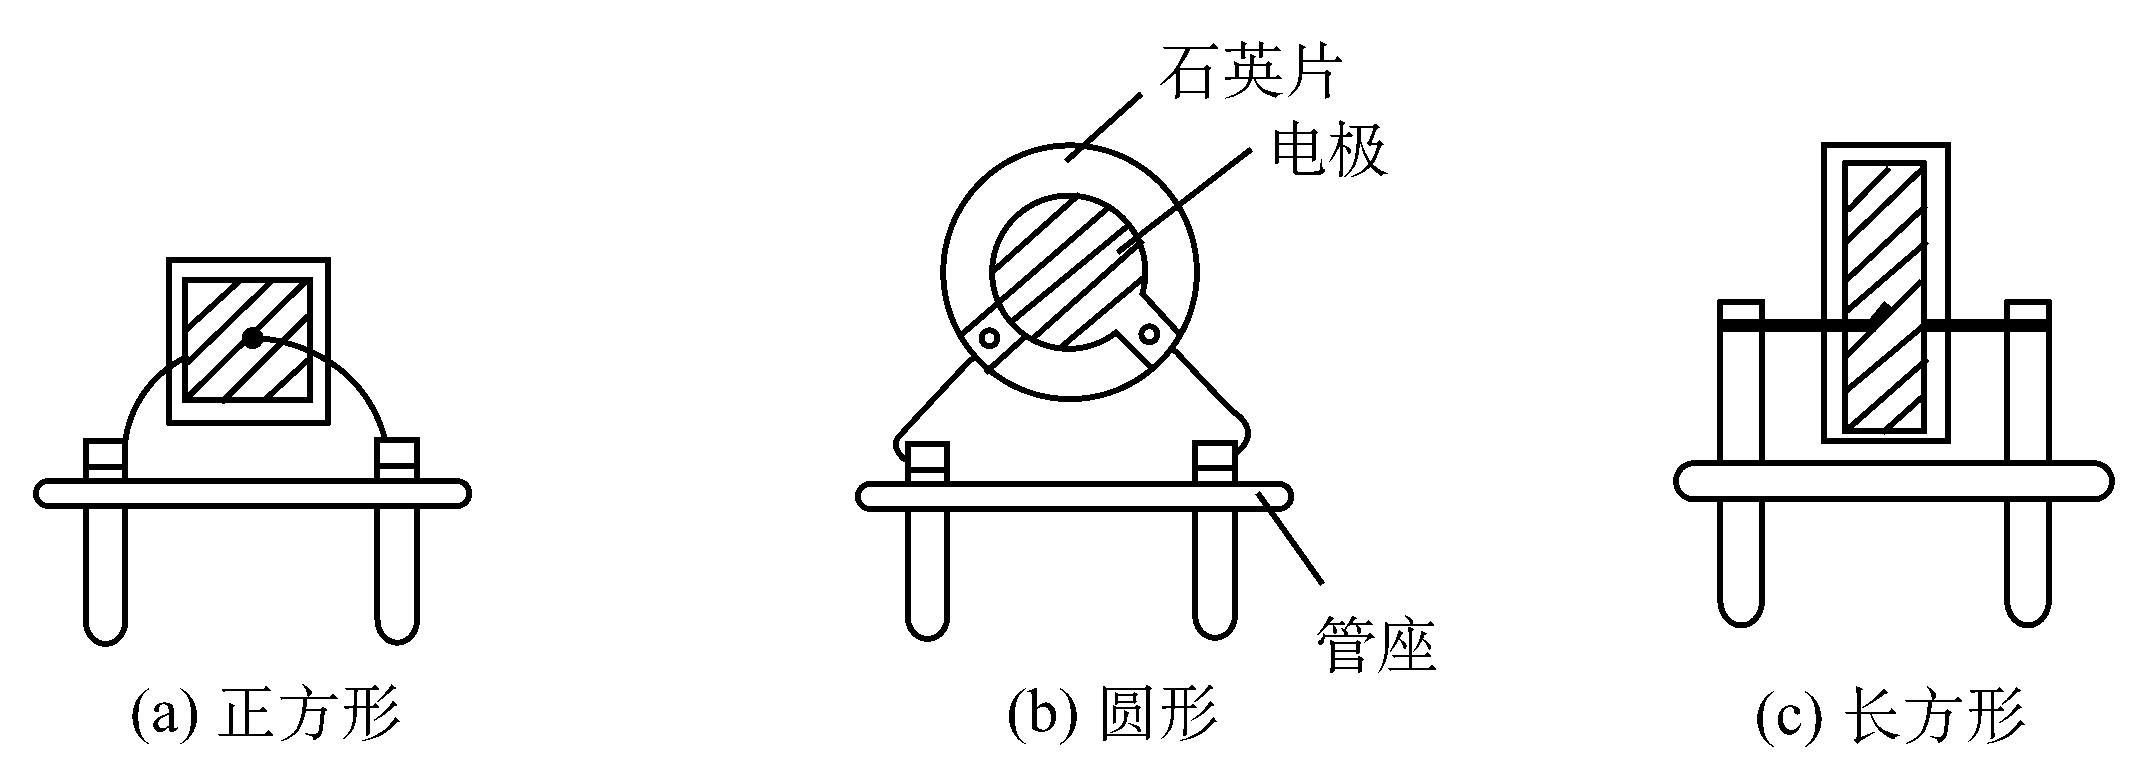 石英片
电极
管座
(a) 正方形
(b) 圆形
(c) 长方形